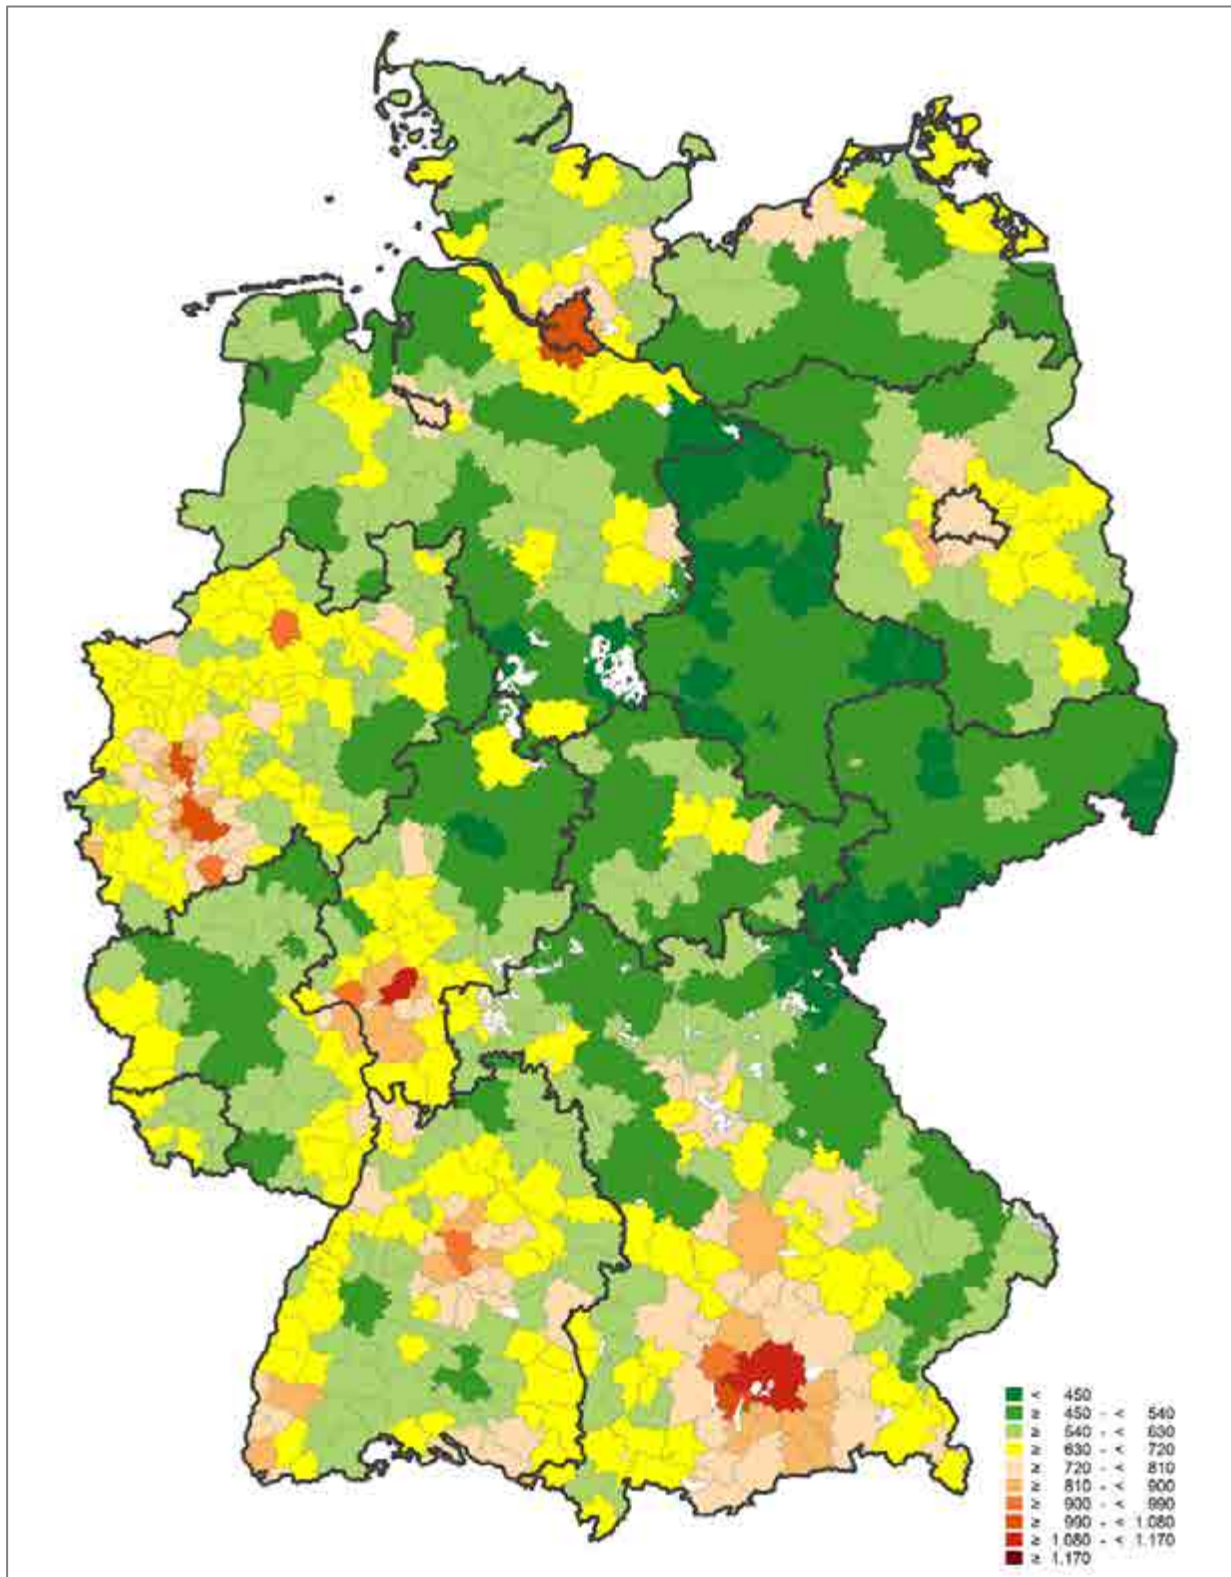 < 450
≥ 450 - < 540
≥ 540 - < 630
≥ 630 - < 720
≥ 720 - < 810
≥ 810 - < 900
≥ 900 - < 990
≥ 990 - < 1.080
≥ 1.080 - < 1.170
≥ 1.170